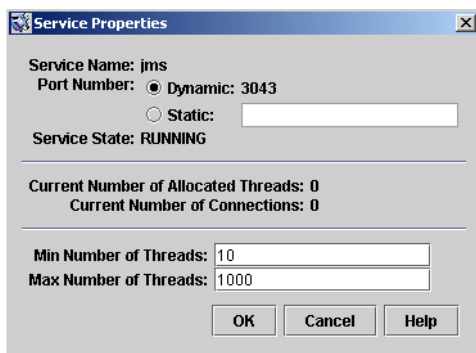 Service Properties
Service Name: jms
Port Number: Dynamic: 3043
Static:
Service State: RUNNING
Current Number of Allocated Threads: 0
Current Number of Connections: 0
Min Number of Threads: 10
Max Number of Threads: 1000
OK Cancel Help